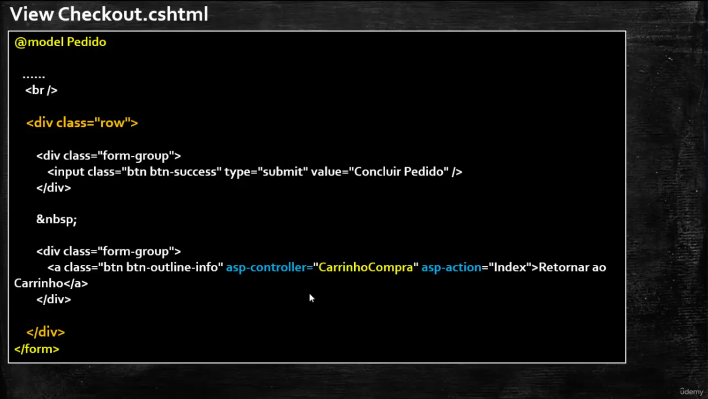 View Checkout.cshtml
@model Pedido
......
<br />
<div class="row">
<div class="form-group">
<input class="btn btn-success" type="submit" value="Concluir Pedido" />
</div>
&nbsp;
<div class="form-group">
<a class="btn btn-outline-info" asp-controller="CarrinhoCompra" asp-action="Index">Retornar ao
Carrinho</a>
</div>
</div>
</form>
ûdemy